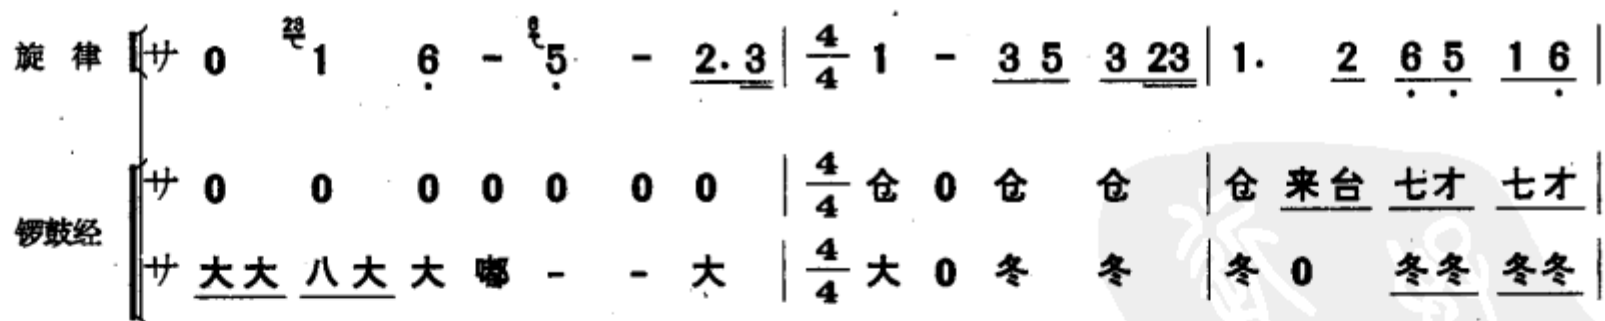 旋 律 サ 0 23 1 6 - 6 5 - 2. 3 | 4/4 1 - 3 5 3 23 | 1. 2 6 5 1 6 |
锣鼓经 サ 0 0 0 0 0 0 0 | 4/4 仓 0 仓 仓 | 仓 来台 七才 七才 |
サ 大大 八大 大 嘟 - - 大 | 4/4 大 0 冬 冬 | 冬 0 冬冬 冬冬 |